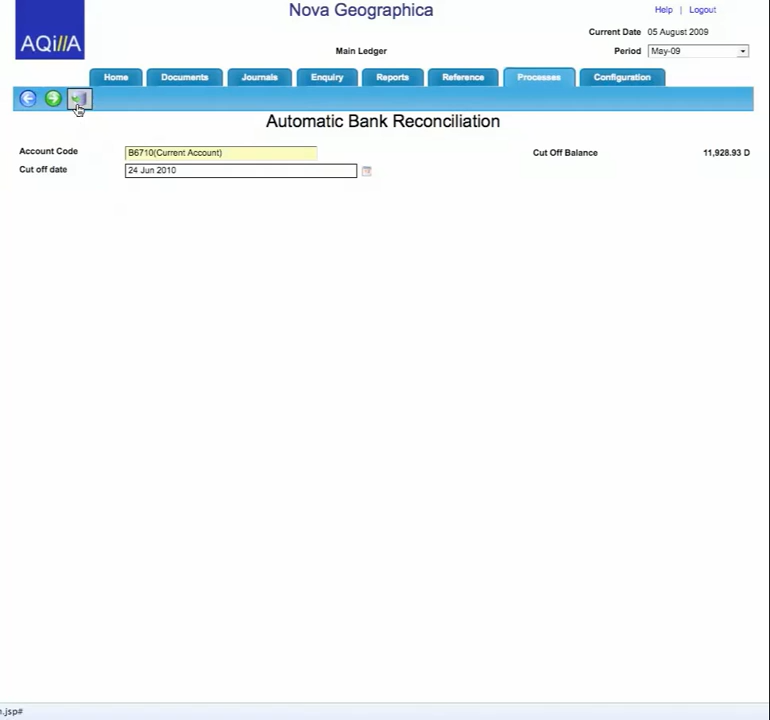 Nova Geographica
Help | Logout
AQillA
Current Date 05 August 2009
Main Ledger
Period May-09
Home Documents Journals Enquiry Reports Reference Processes Configuration
Automatic Bank Reconciliation
Account Code B6710(Current Account) Cut Off Balance 11,928.93 D
Cut off date 24 Jun 2010
.jsp#